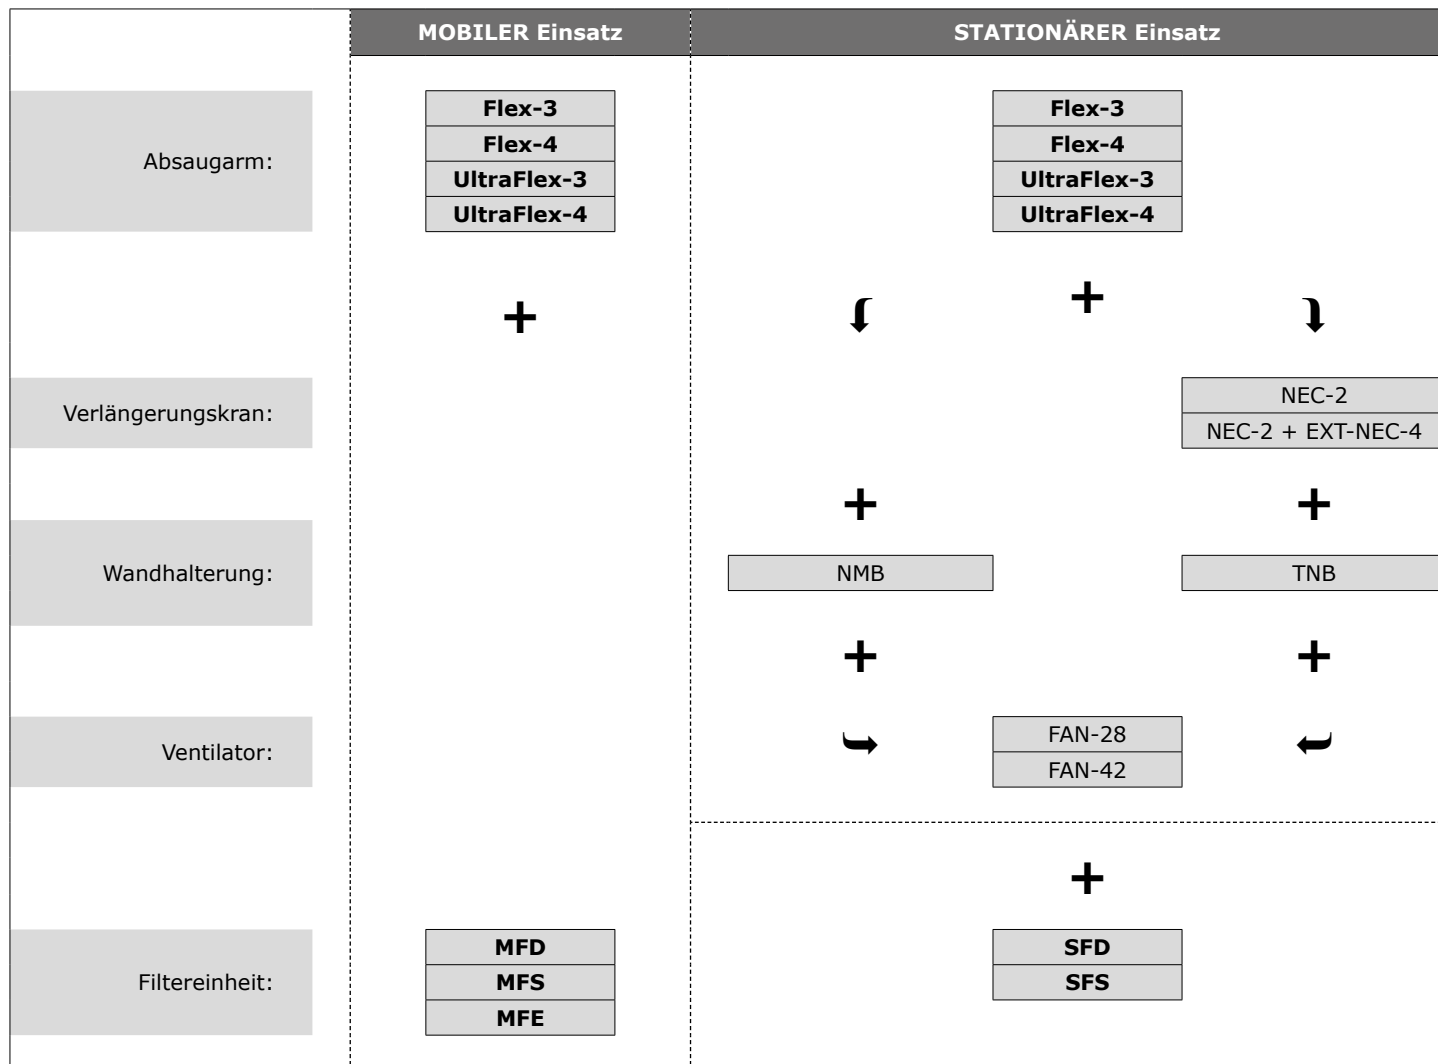 MOBILER Einsatz STATIONÄRER Einsatz
Absaugarm:
Flex-3 Flex-3
Flex-4 Flex-4
UltraFlex-3 UltraFlex-3
UltraFlex-4 UltraFlex-4
+ +
Verlängerungskran:
NEC-2
NEC-2 + EXT-NEC-4
+ +
Wandhalterung: NMB TNB
+ +
Ventilator:
FAN-28
FAN-42
+
Filtereinheit:
MFD SFD
MFS SFS
MFE